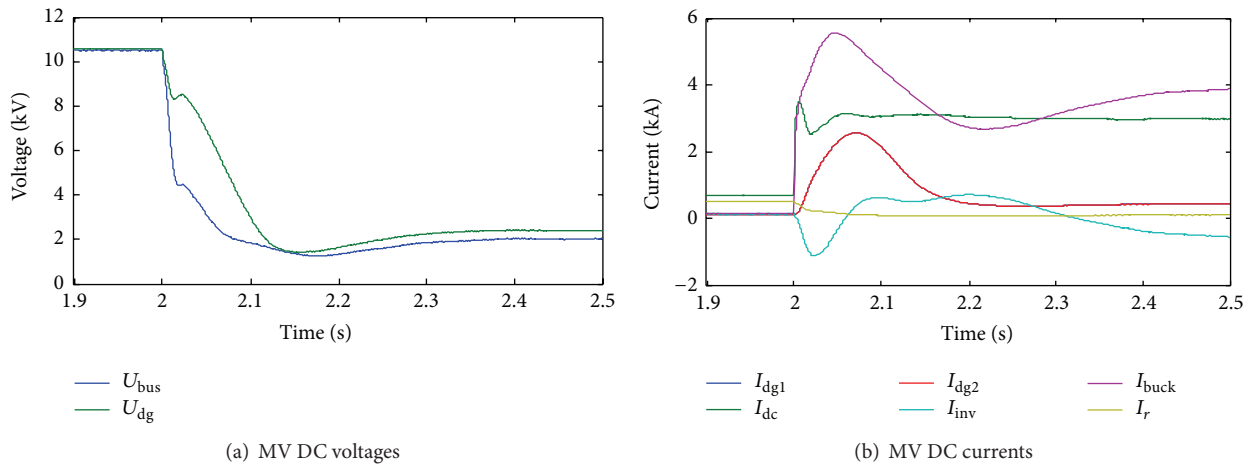 12
10
8
6
4
2
0
Voltage (kV)
1.9 2 2.1 2.2 2.3 2.4 2.5
Time (s)
U_bus
U_dg
(a) MV DC voltages
6
4
2
0
−2
Current (kA)
1.9 2 2.1 2.2 2.3 2.4 2.5
Time (s)
I_dg1 I_dg2 I_buck
I_dc I_inv I_r
(b) MV DC currents